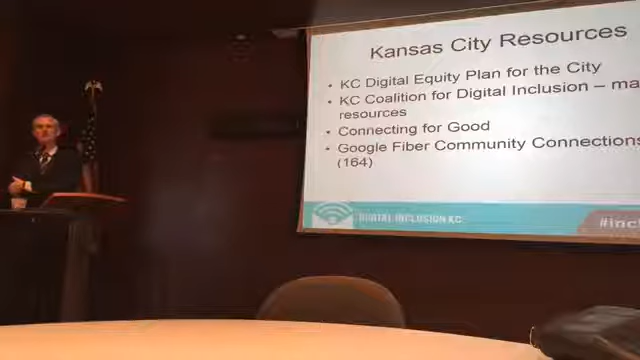 Kansas City Resources
• KC Digital Equity Plan for the City
• KC Coalition for Digital Inclusion – ma
resources
• Connecting for Good
• Google Fiber Community Connections
(164)
DIGITAL INCLUSION KC
#incl